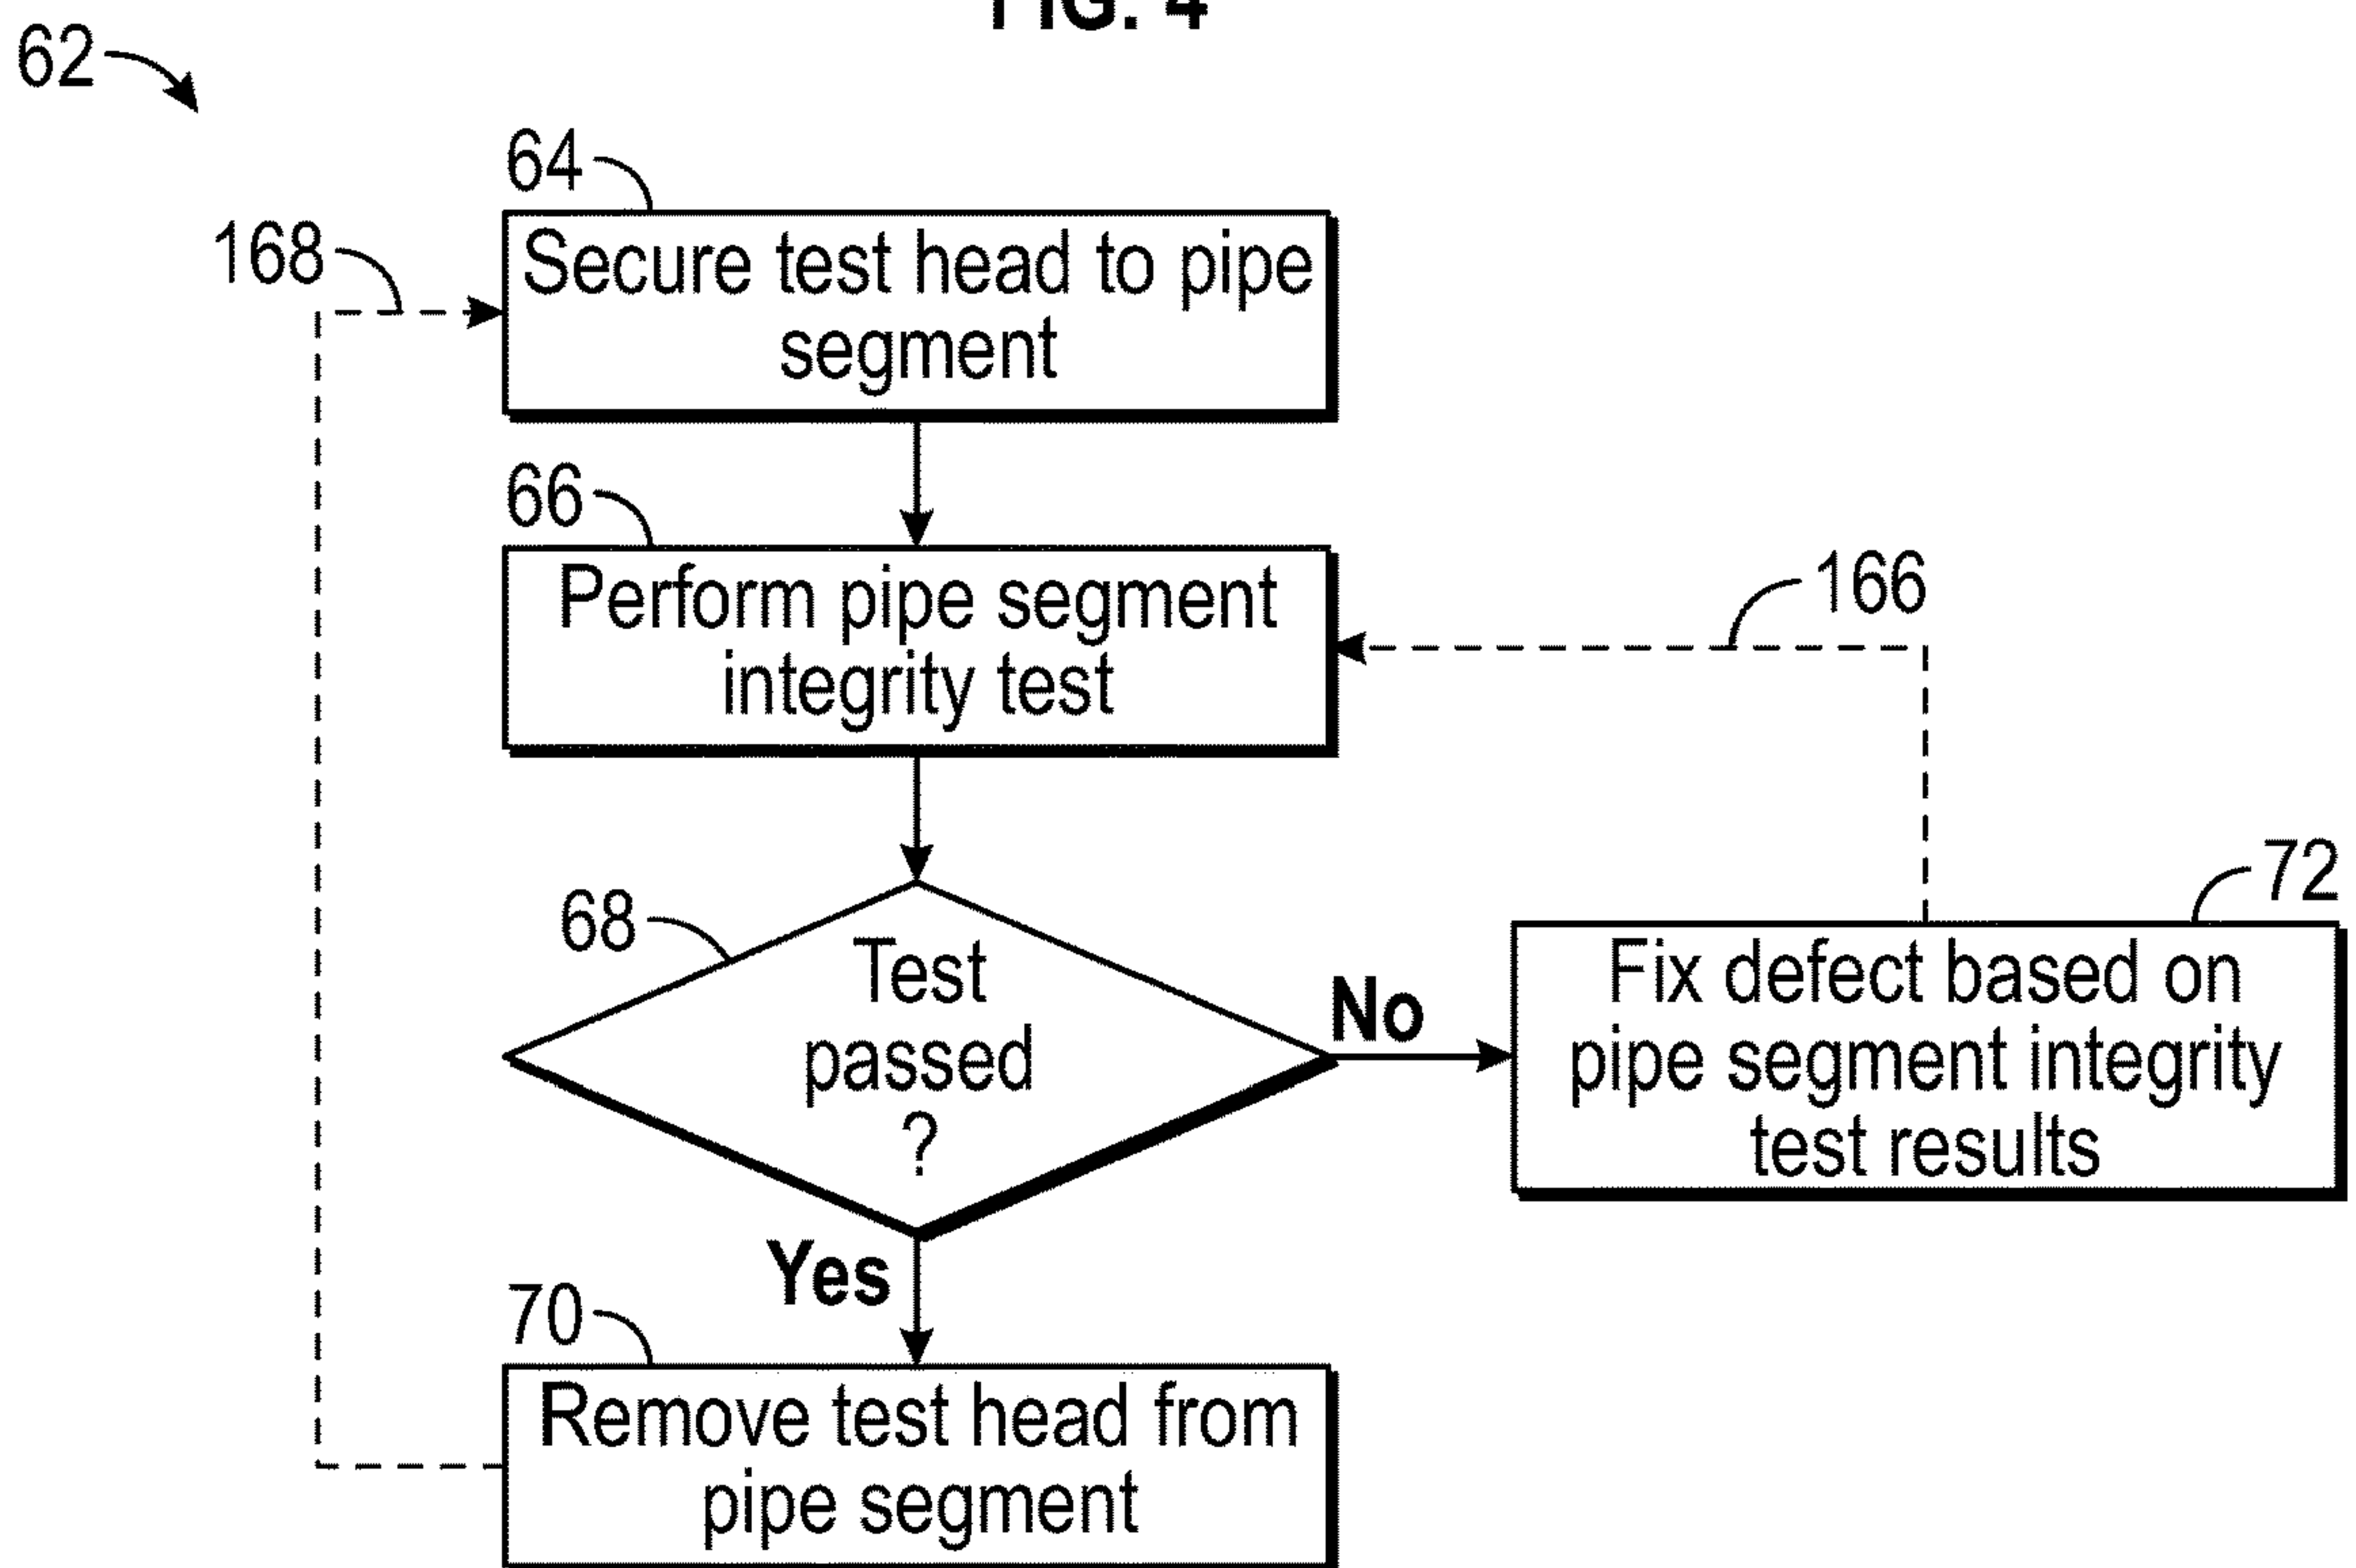 FIG. 4
62
64
168
Secure test head to pipe
segment
66
Perform pipe segment
integrity test
166
68
Test
passed
?
No
72
Fix defect based on
pipe segment integrity
test results
Yes
70
Remove test head from
pipe segment